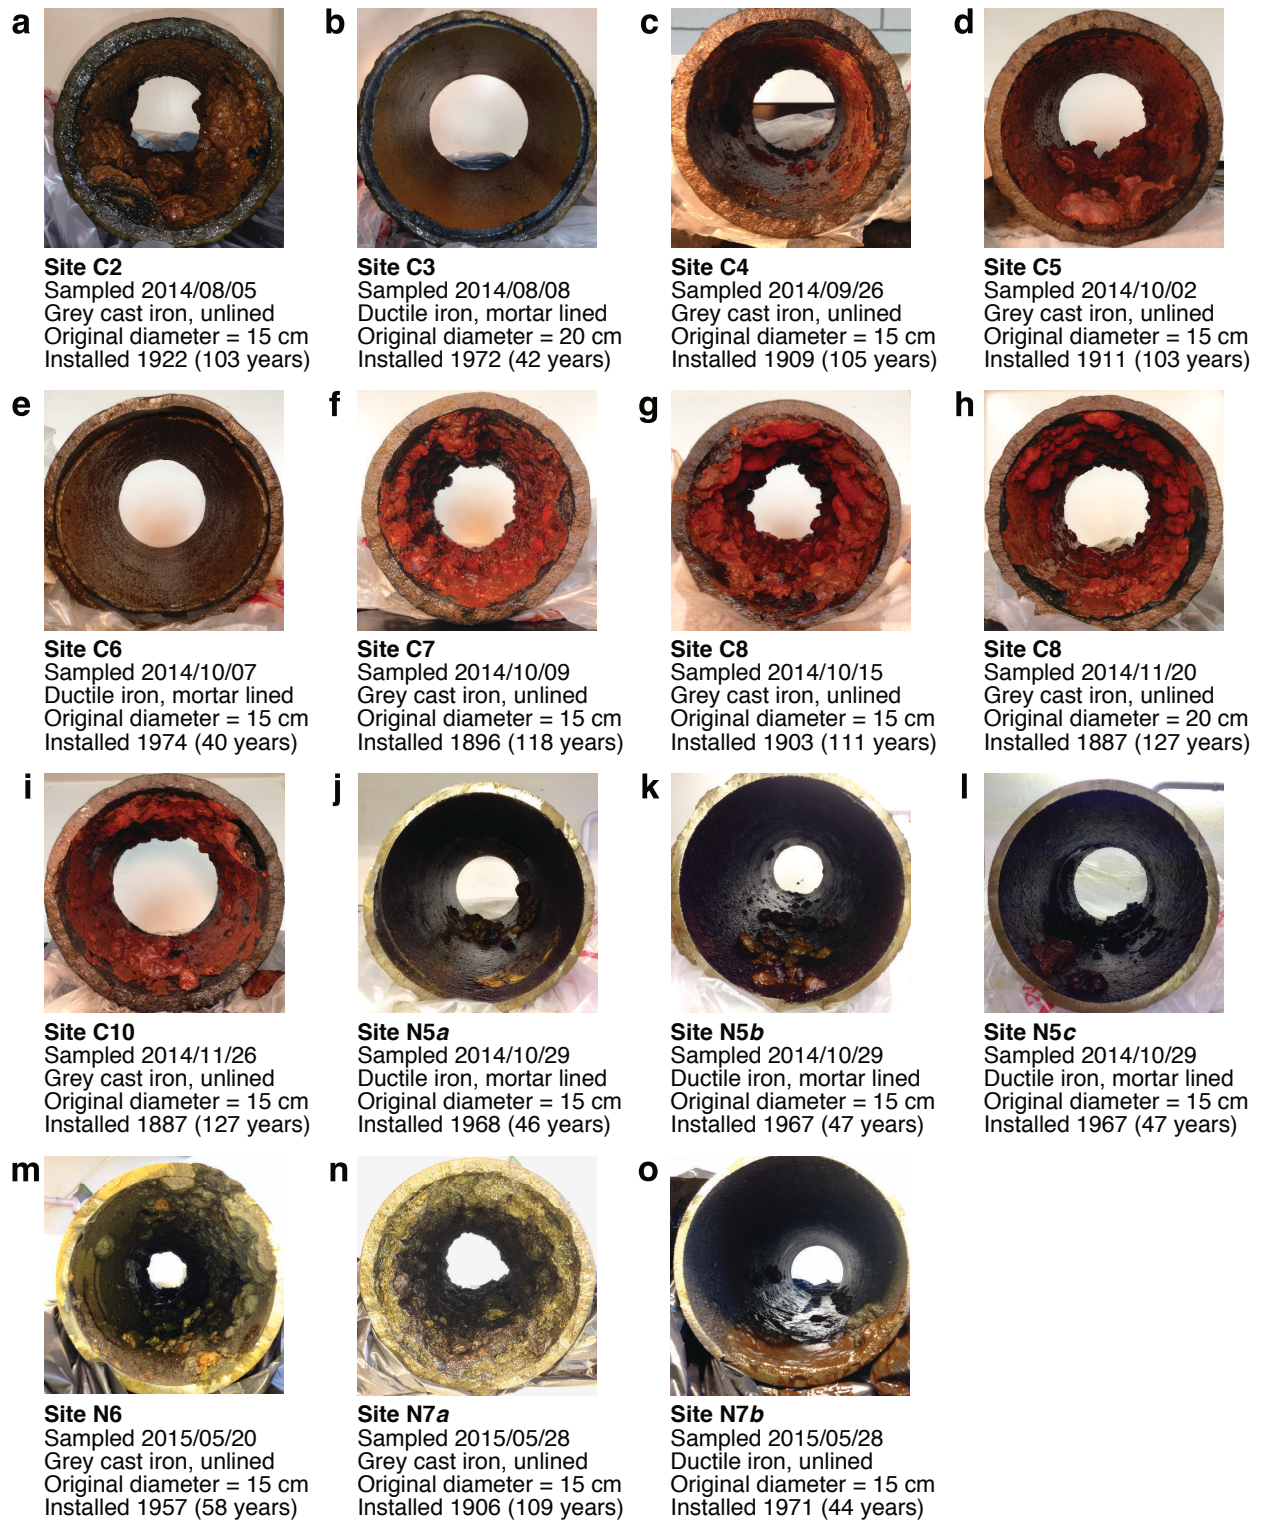 a
Site C2
Sampled 2014/08/05
Grey cast iron, unlined
Original diameter = 15 cm
Installed 1922 (103 years)
b
Site C3
Sampled 2014/08/08
Ductile iron, mortar lined
Original diameter = 20 cm
Installed 1972 (42 years)
c
Site C4
Sampled 2014/09/26
Grey cast iron, unlined
Original diameter = 15 cm
Installed 1909 (105 years)
d
Site C5
Sampled 2014/10/02
Grey cast iron, unlined
Original diameter = 15 cm
Installed 1911 (103 years)
e
Site C6
Sampled 2014/10/07
Ductile iron, mortar lined
Original diameter = 15 cm
Installed 1974 (40 years)
f
Site C7
Sampled 2014/10/09
Grey cast iron, unlined
Original diameter = 15 cm
Installed 1896 (118 years)
g
Site C8
Sampled 2014/10/15
Grey cast iron, unlined
Original diameter = 15 cm
Installed 1903 (111 years)
h
Site C8
Sampled 2014/11/20
Grey cast iron, unlined
Original diameter = 20 cm
Installed 1887 (127 years)
i
Site C10
Sampled 2014/11/26
Grey cast iron, unlined
Original diameter = 15 cm
Installed 1887 (127 years)
j
Site N5a
Sampled 2014/10/29
Ductile iron, mortar lined
Original diameter = 15 cm
Installed 1968 (46 years)
k
Site N5b
Sampled 2014/10/29
Ductile iron, mortar lined
Original diameter = 15 cm
Installed 1967 (47 years)
l
Site N5c
Sampled 2014/10/29
Ductile iron, mortar lined
Original diameter = 15 cm
Installed 1967 (47 years)
m
Site N6
Sampled 2015/05/20
Grey cast iron, unlined
Original diameter = 15 cm
Installed 1957 (58 years)
n
Site N7a
Sampled 2015/05/28
Grey cast iron, unlined
Original diameter = 15 cm
Installed 1906 (109 years)
o
Site N7b
Sampled 2015/05/28
Ductile iron, unlined
Original diameter = 15 cm
Installed 1971 (44 years)